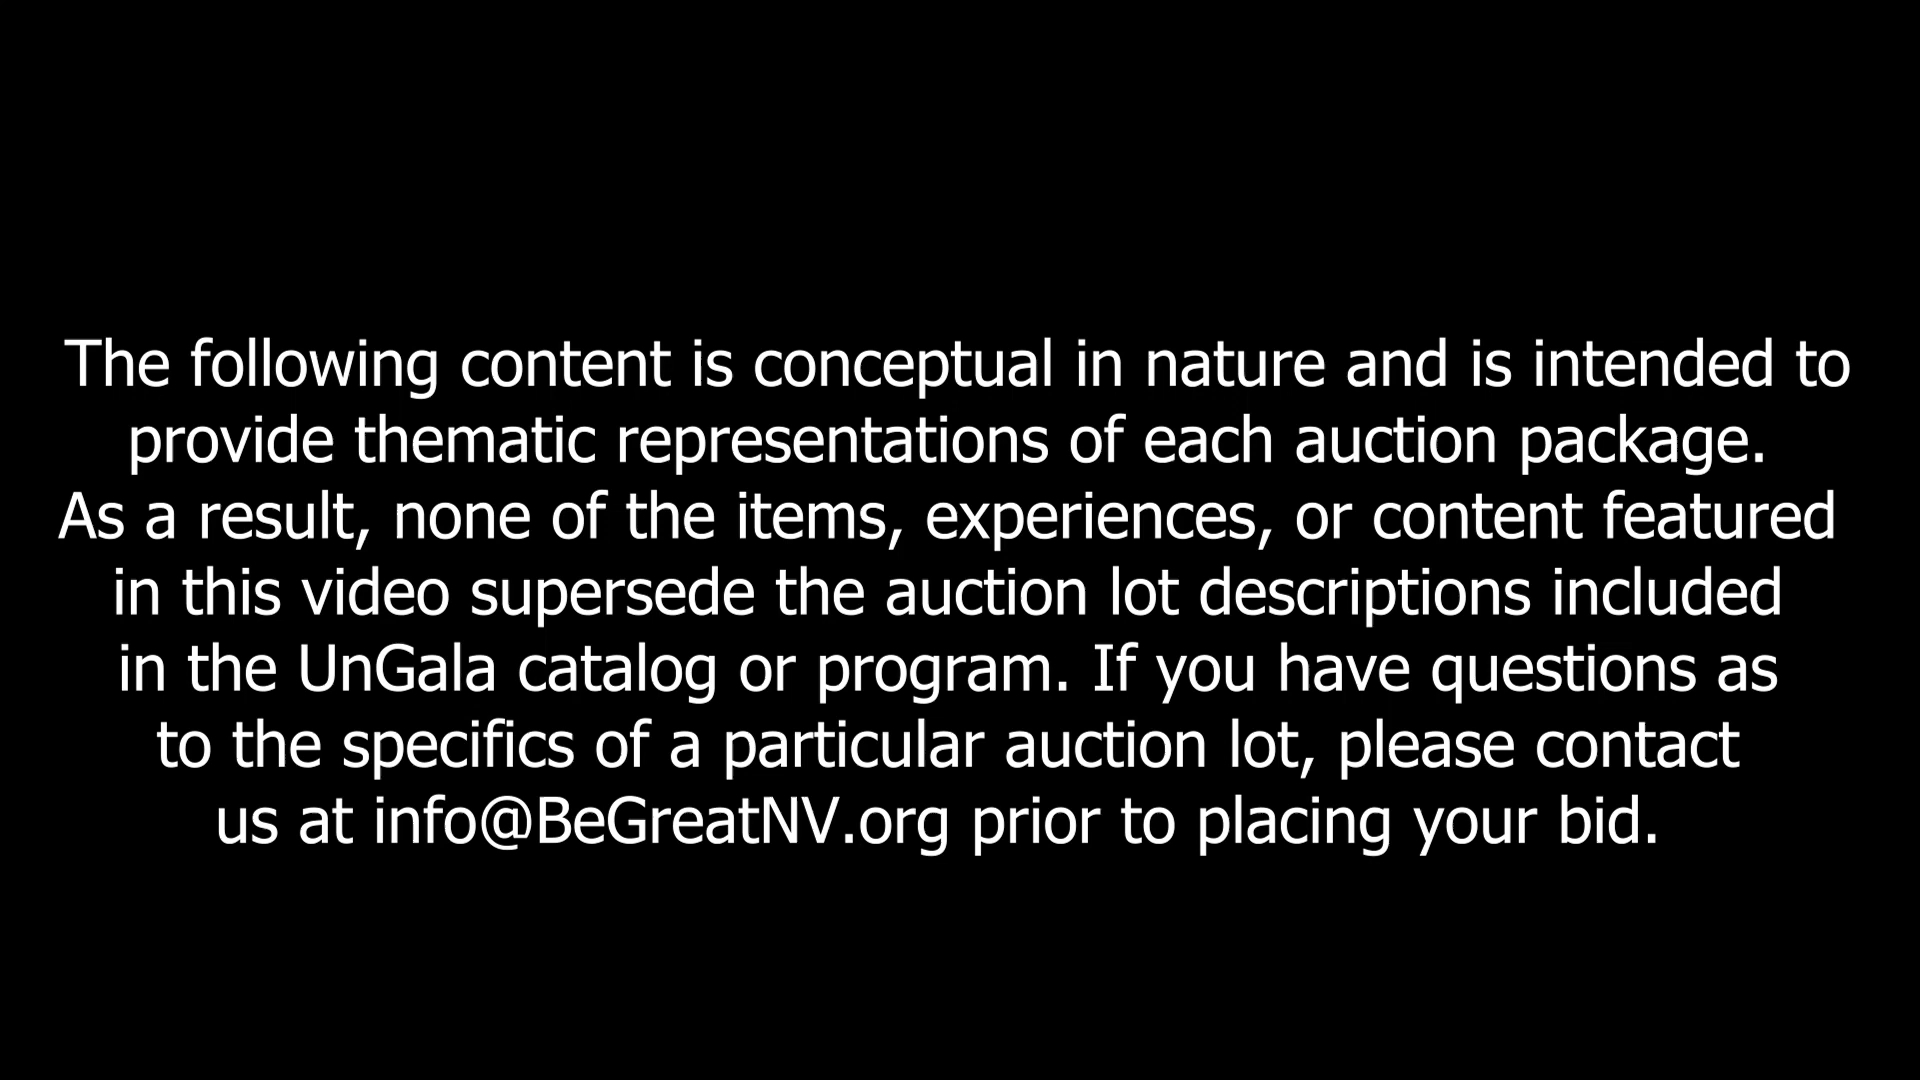 The following content is conceptual in nature and is intended to
provide thematic representations of each auction package.
As a result, none of the items, experiences, or content featured
in this video supersede the auction lot descriptions included
in the UnGala catalog or program. If you have questions as
to the specifics of a particular auction lot, please contact
us at info@BeGreatNV.org prior to placing your bid.